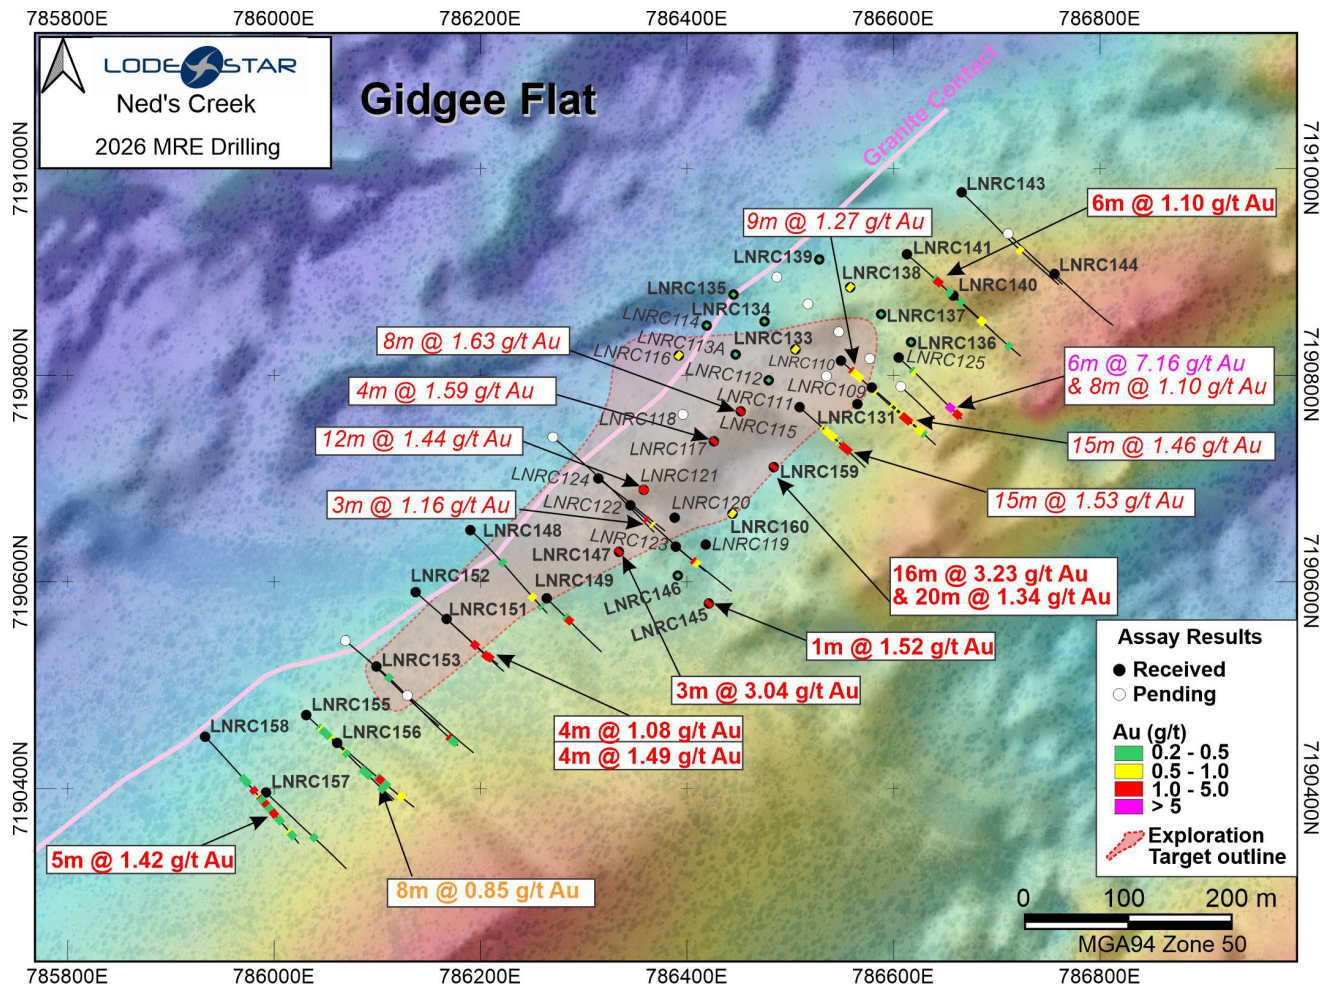 785800E 786000E 786200E 786400E 786600E 786800E
LODESTAR
Ned's Creek
2026 MRE Drilling
Gidgee Flat
Granite Contact
7191000N
7191000N
LNRC143
6m @ 1.10 g/t Au
9m @ 1.27 g/t Au
LNRC141
LNRC139
LNRC144
LNRC138
LNRC140
LNRC135
LNRC134
LNRC114
LNRC137
8m @ 1.63 g/t Au
LNRC113A
LNRC133
LNRC136
LNRC116
LNRC110
LNRC125
6m @ 7.16 g/t Au
& 8m @ 1.10 g/t Au
7190800N
7190800N
LNRC112
4m @ 1.59 g/t Au
LNRC111
LNRC109
LNRC118
LNRC115
LNRC131
12m @ 1.44 g/t Au
LNRC117
15m @ 1.46 g/t Au
LNRC124
LNRC121
LNRC159
3m @ 1.16 g/t Au
LNRC122
LNRC120
15m @ 1.53 g/t Au
LNRC148
LNRC160
LNRC123
LNRC119
LNRC147
7190600N
7190600N
LNRC152
LNRC149
LNRC146
16m @ 3.23 g/t Au
& 20m @ 1.34 g/t Au
LNRC151
LNRC145
1m @ 1.52 g/t Au
LNRC153
3m @ 3.04 g/t Au
LNRC155
LNRC158
LNRC156
4m @ 1.08 g/t Au
4m @ 1.49 g/t Au
7190400N
7190400N
LNRC157
5m @ 1.42 g/t Au
8m @ 0.85 g/t Au
Assay Results
Received
Pending
Au (g/t)
0.2 - 0.5
0.5 - 1.0
1.0 - 5.0
> 5
Exploration
Target outline
0 100 200 m
MGA94 Zone 50
785800E 786000E 786200E 786400E 786600E 786800E